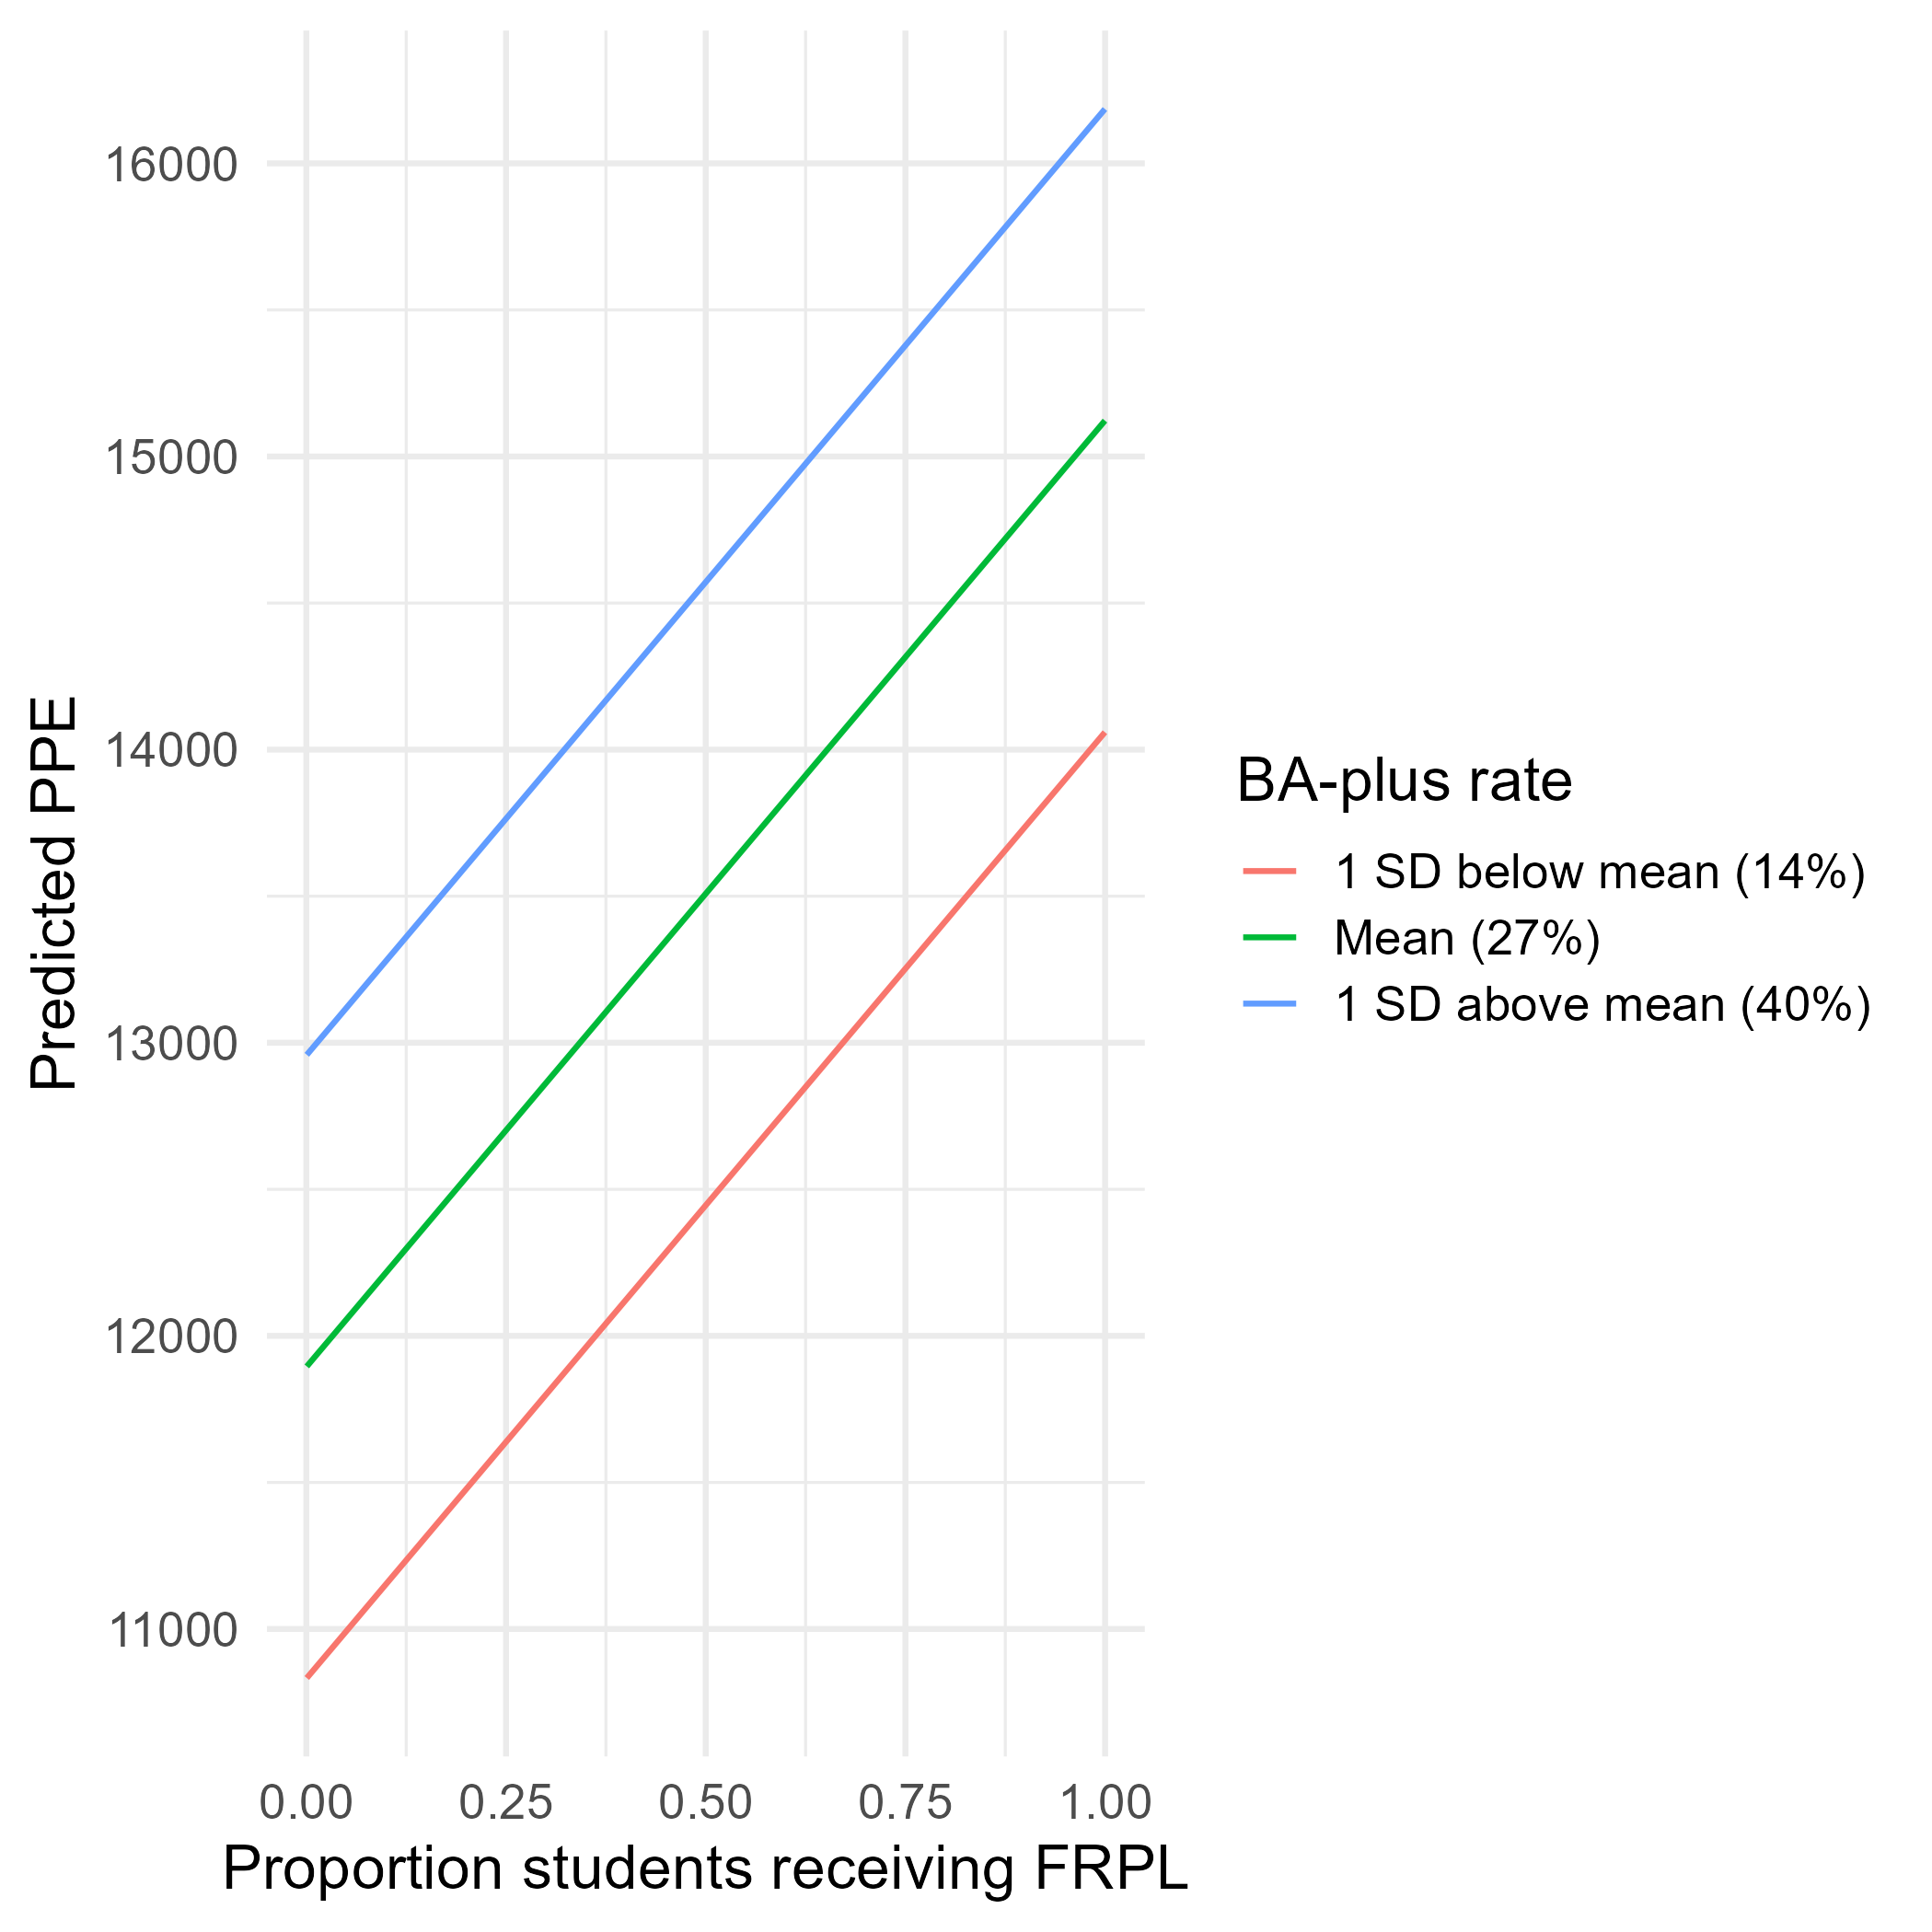 16000
15000
14000
13000
12000
11000
Predicted PPE
0.00 0.25 0.50 0.75 1.00
Proportion students receiving FRPL
BA-plus rate
1 SD below mean (14%)
Mean (27%)
1 SD above mean (40%)